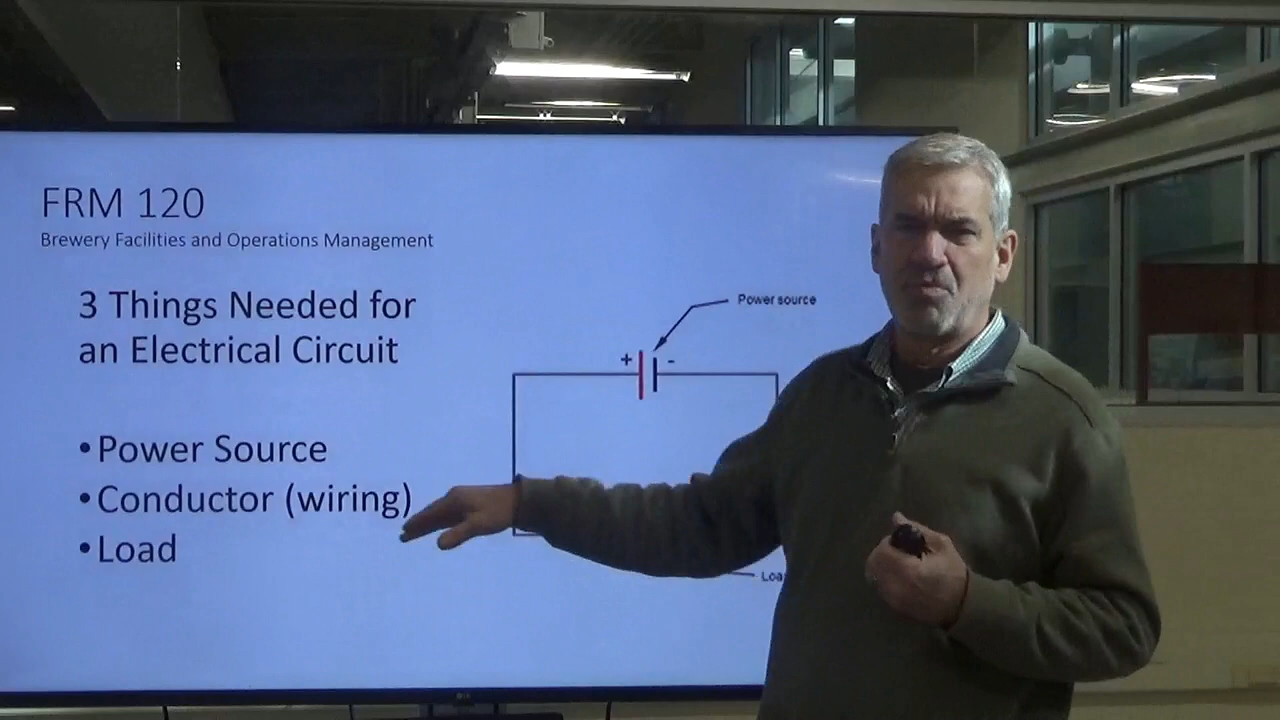 FRM 120
Brewery Facilities and Operations Management
3 Things Needed for
an Electrical Circuit
•Power Source
•Conductor (wiring)
•Load
Power source
+ -